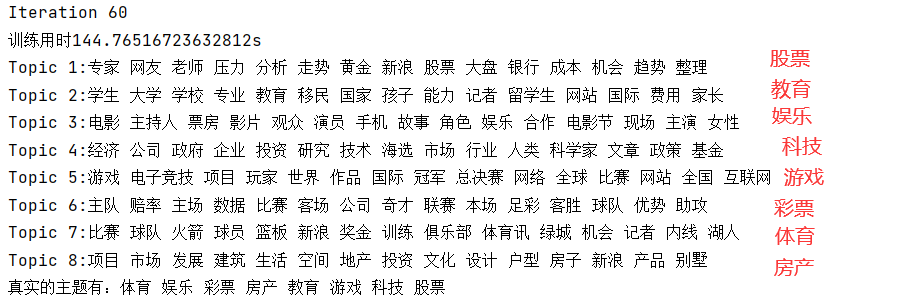 Iteration 60
训练用时144.76516723632812s
Topic 1:专家 网友 老师 压力 分析 走势 黄金 新浪 股票 大盘 银行 成本 机会 趋势 整理 股票
Topic 2:学生 大学 学校 专业 教育 移民 国家 孩子 能力 记者 留学生 网站 国际 费用 家长 教育
Topic 3:电影 主持人 票房 影片 观众 演员 手机 故事 角色 娱乐 合作 电影节 现场 主演 女性 娱乐
Topic 4:经济 公司 政府 企业 投资 研究 技术 海选 市场 行业 人类 科学家 文章 政策 基金 科技
Topic 5:游戏 电子竞技 项目 玩家 世界 作品 国际 冠军 总决赛 网络 全球 比赛 网站 全国 互联网 游戏
Topic 6:主队 赔率 主场 数据 比赛 客场 公司 奇才 联赛 本场 足彩 客胜 球队 优势 助攻 彩票
Topic 7:比赛 球队 火箭 球员 篮板 新浪 奖金 训练 俱乐部 体育讯 绿城 机会 记者 内线 湖人 体育
Topic 8:项目 市场 发展 建筑 生活 空间 地产 投资 文化 设计 户型 房子 新浪 产品 别墅 房产
真实的主题有：体育 娱乐 彩票 房产 教育 游戏 科技 股票